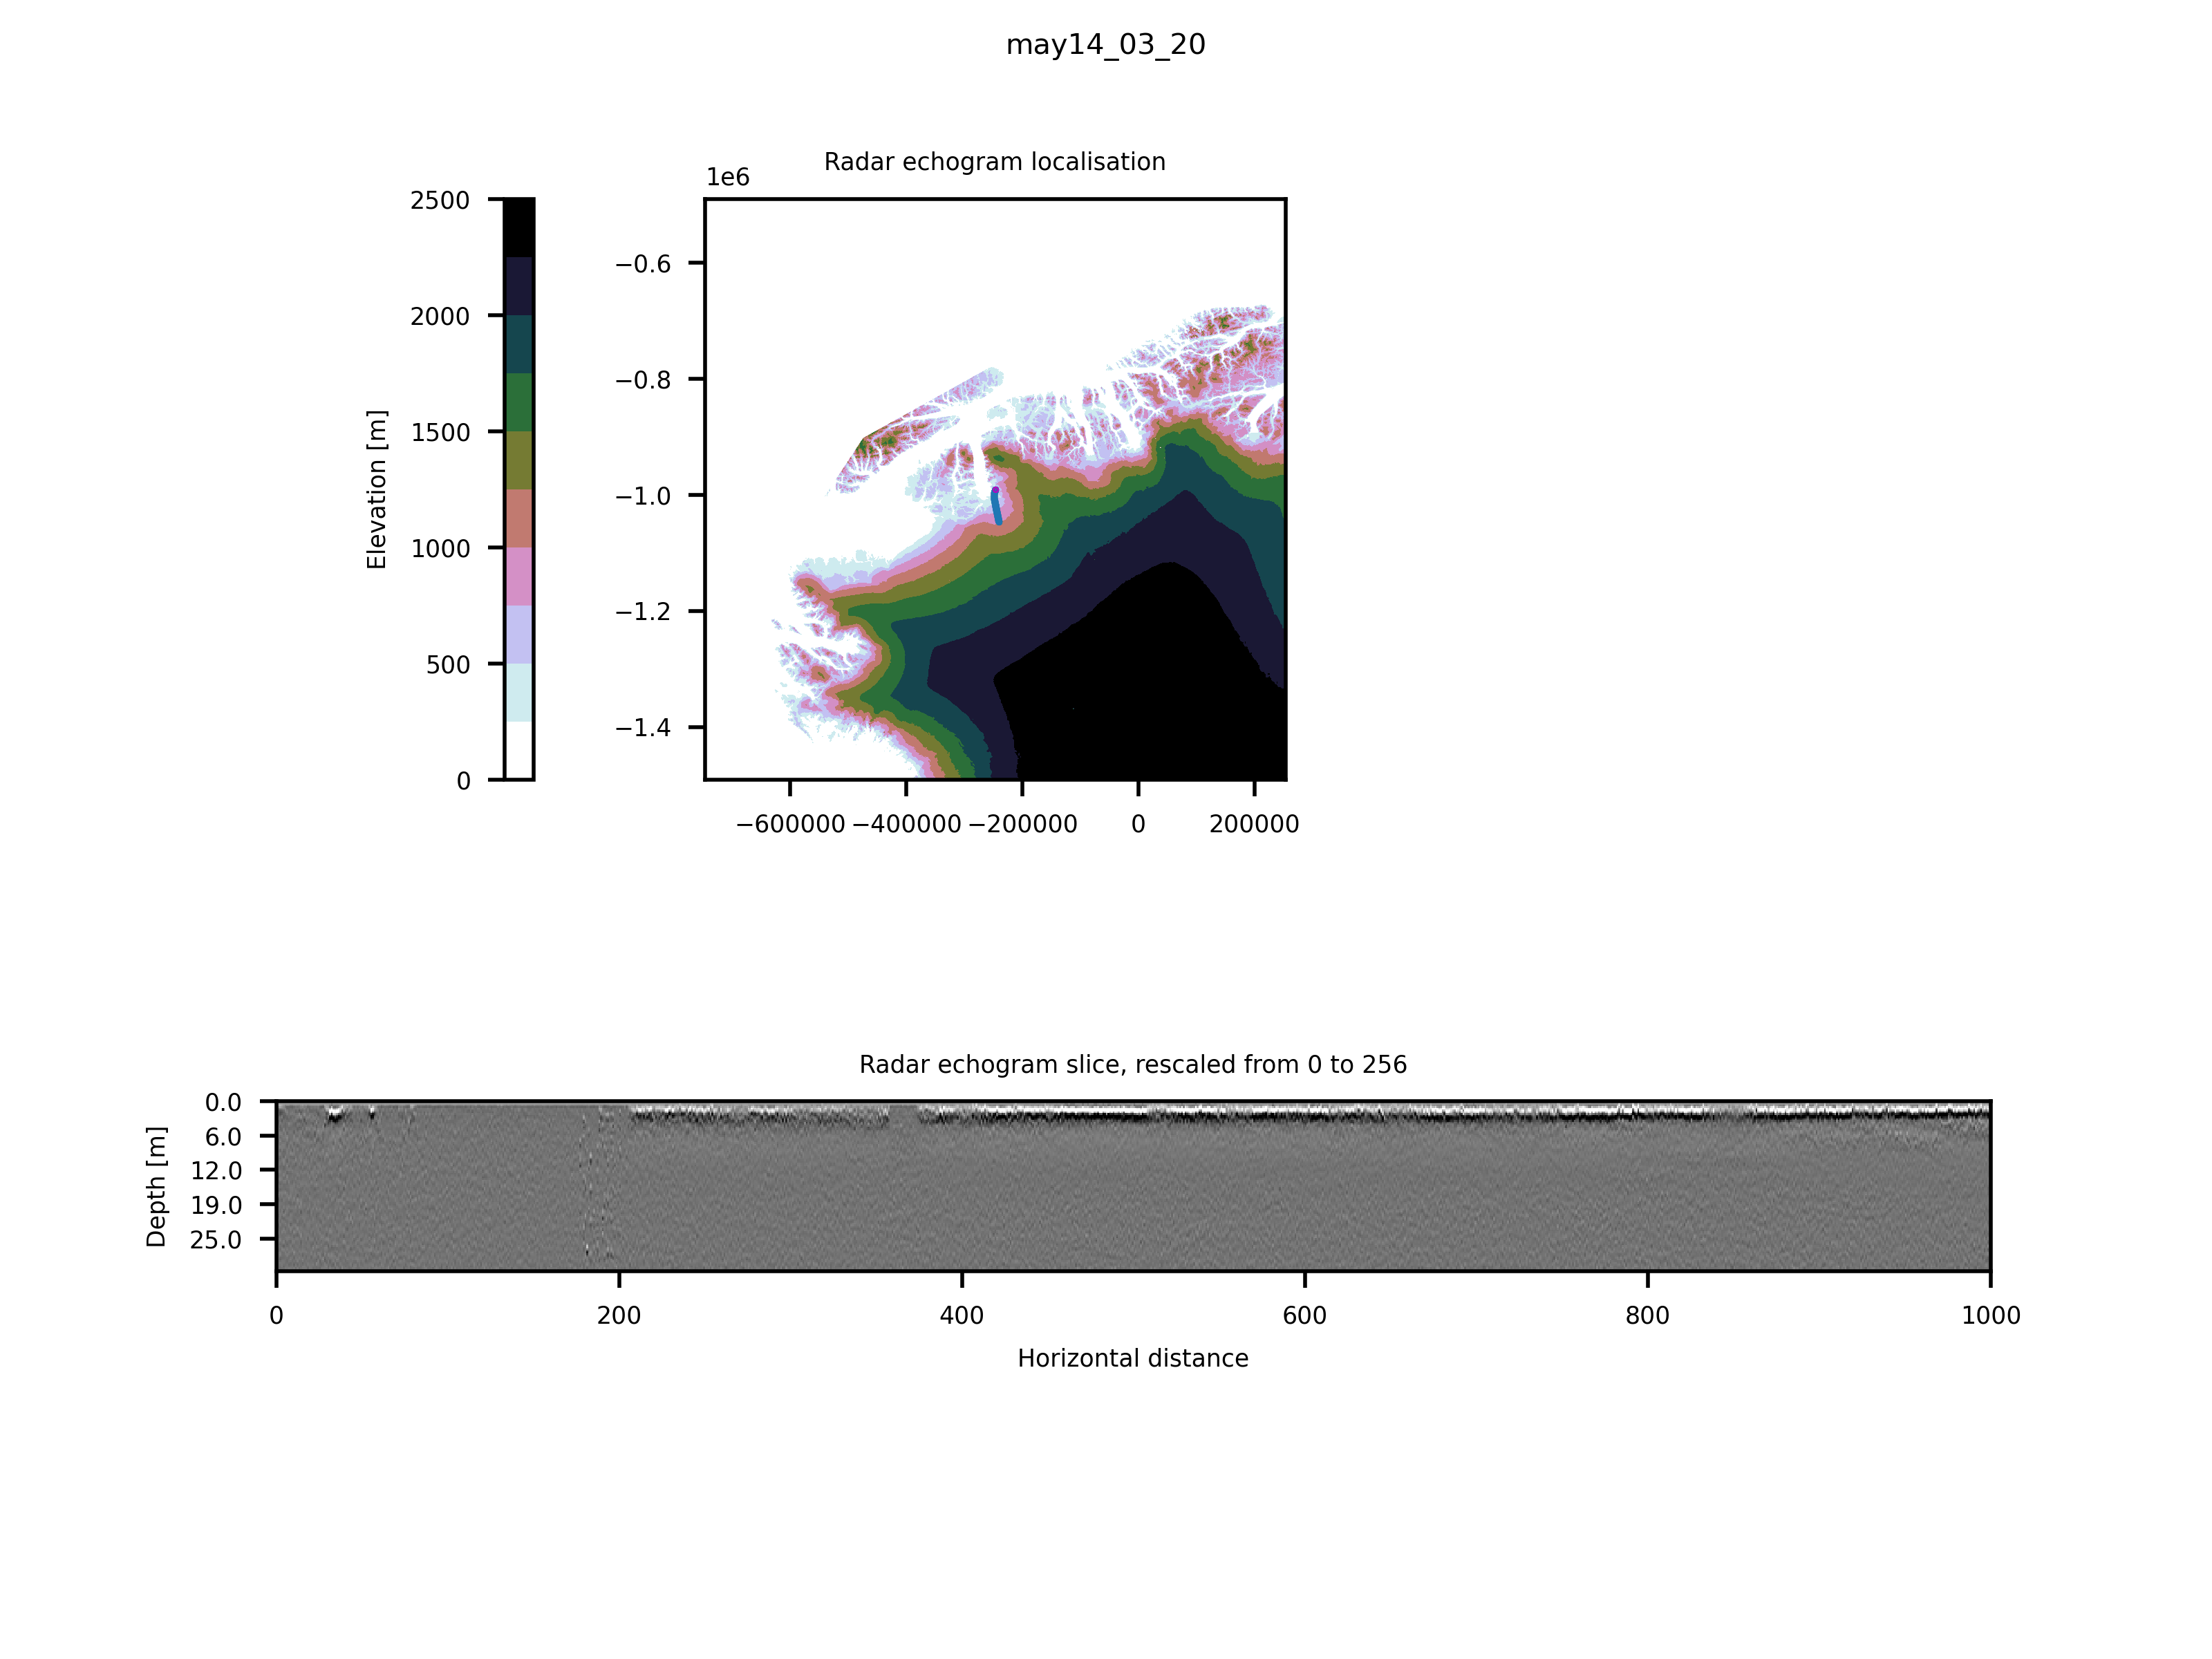 may14_03_20
Radar echogram localisation
1e6
Elevation [m]
2500
2000
1500
1000
500
0
−0.6
−0.8
−1.0
−1.2
−1.4
−600000 −400000 −200000 0 200000
Radar echogram slice, rescaled from 0 to 256
Depth [m]
0.0
6.0
12.0
19.0
25.0
0 200 400 600 800 1000
Horizontal distance